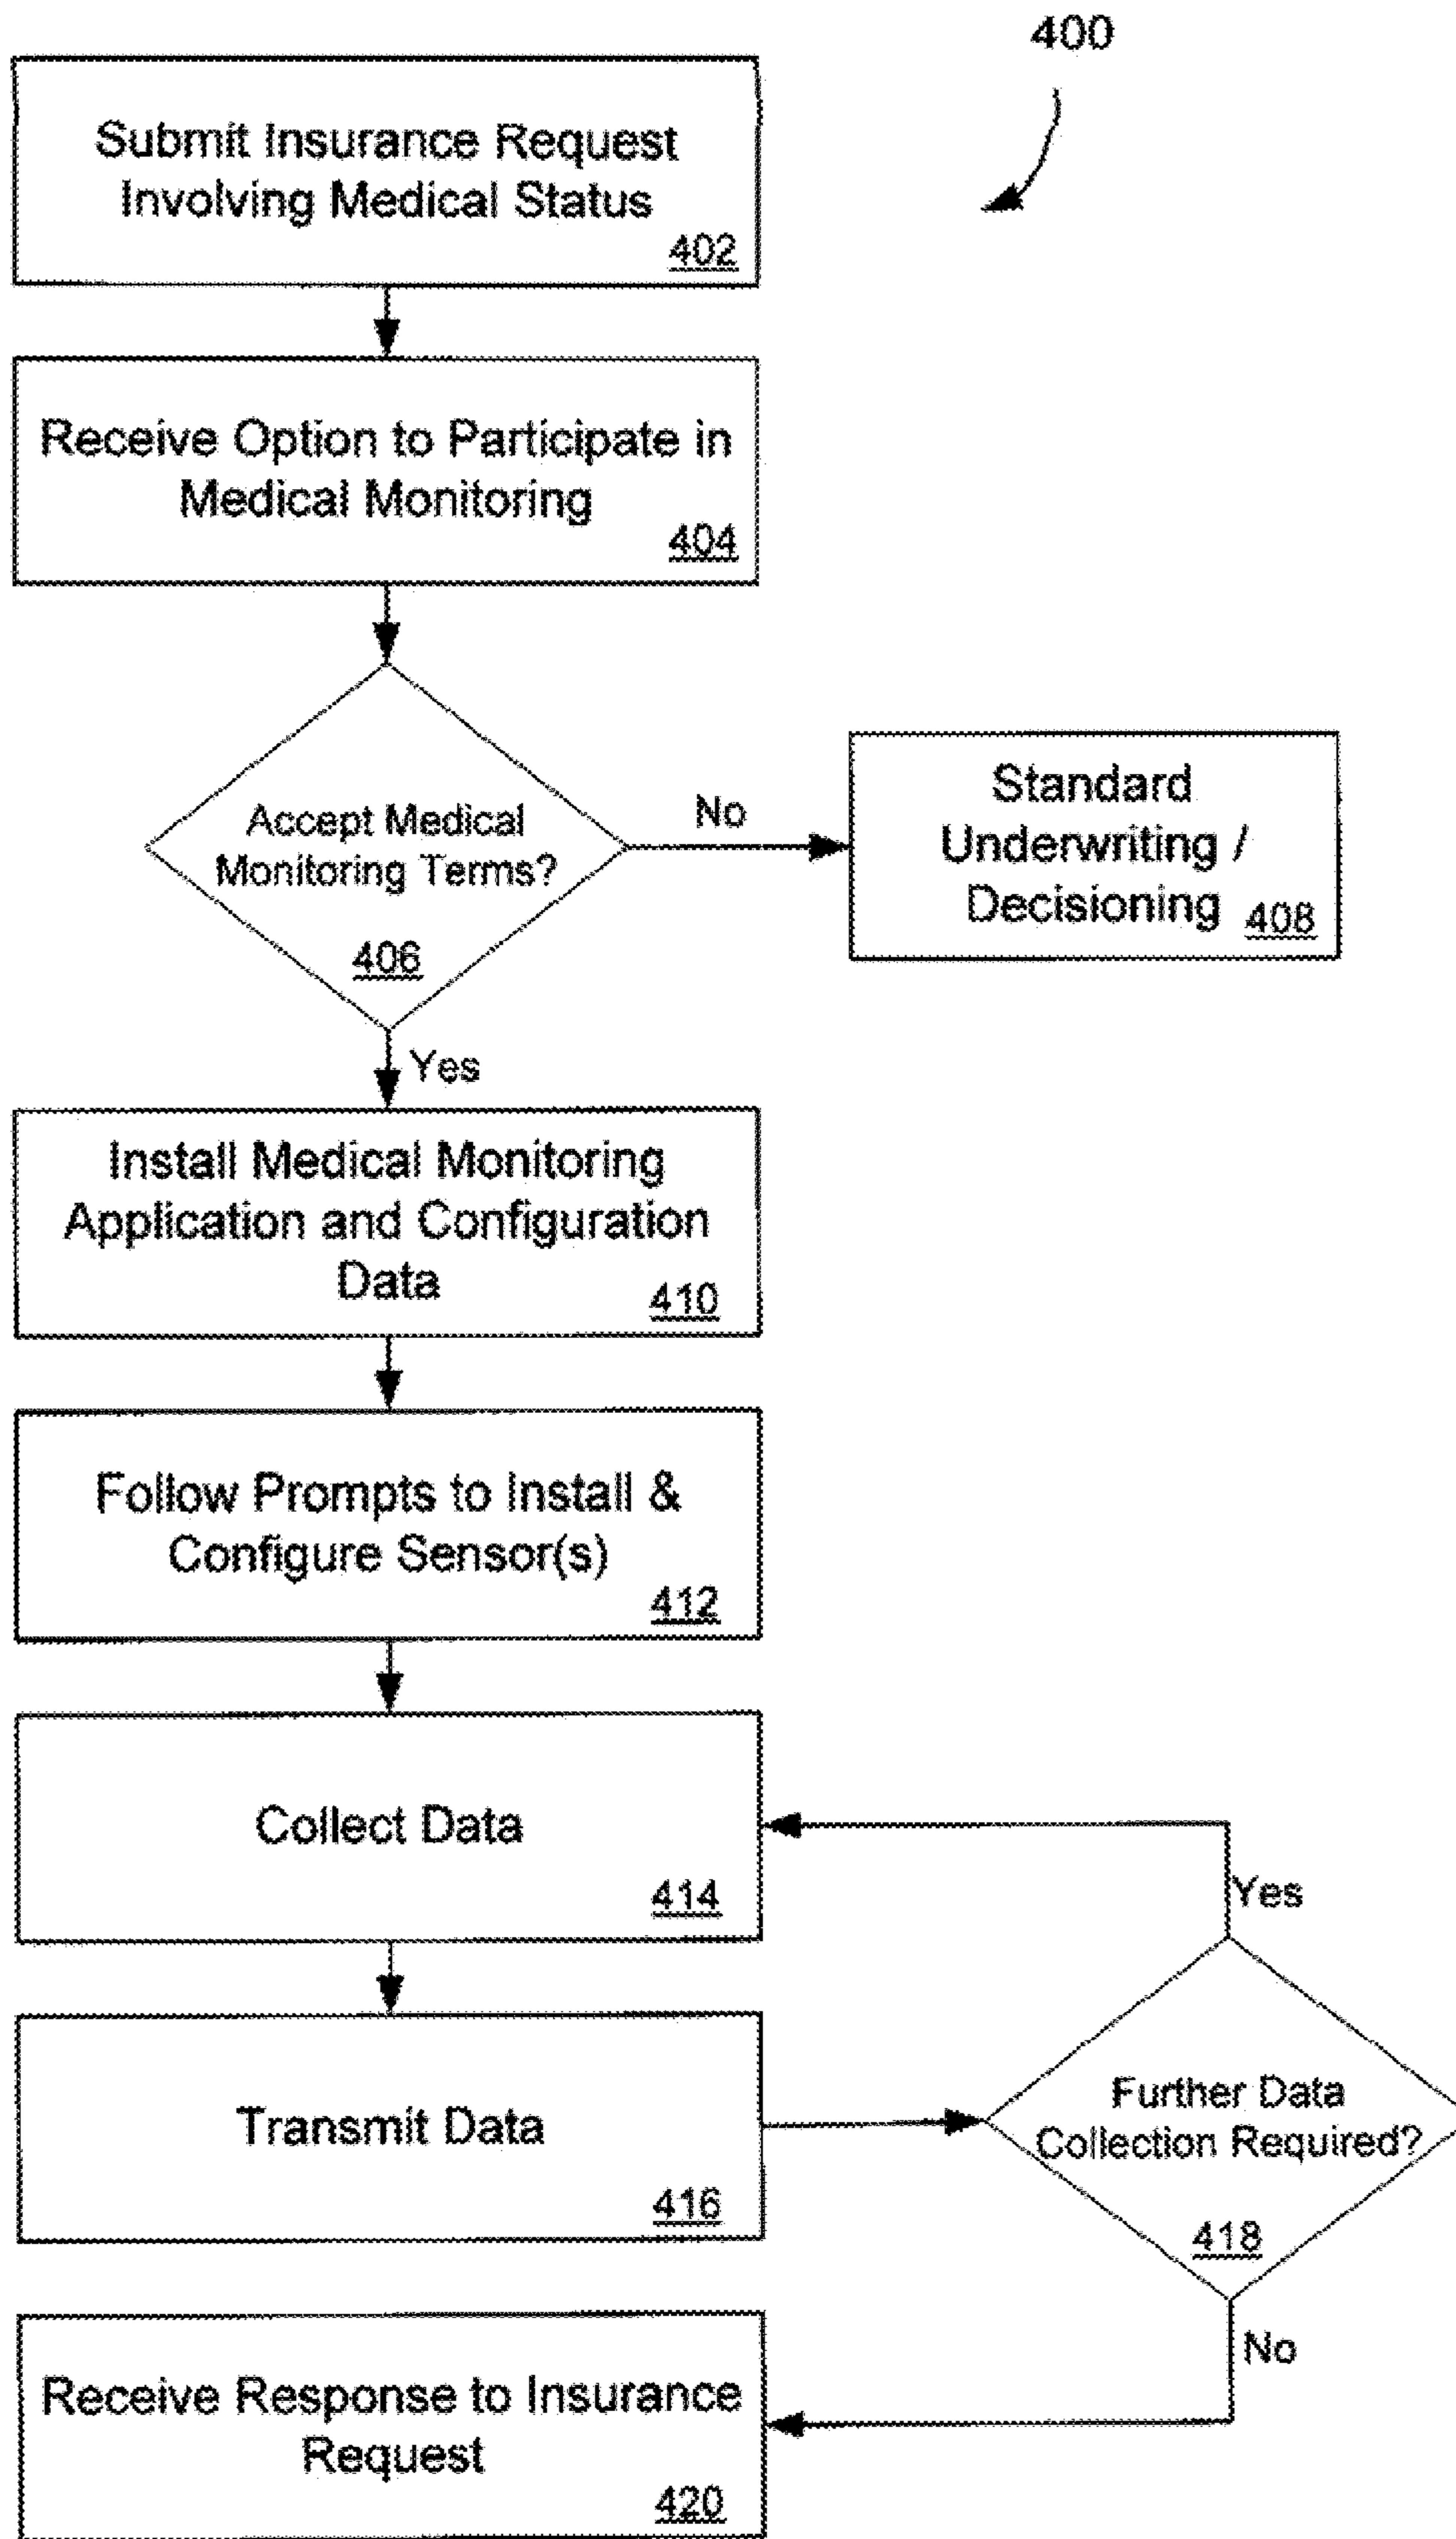 400
Submit Insurance Request
Involving Medical Status
402
Receive Option to Participate in
Medical Monitoring
404
Accept Medical
Monitoring Terms?
406
No
Standard
Underwriting /
Decisioning
408
Yes
Install Medical Monitoring
Application and Configuration
Data
410
Follow Prompts to Install &
Configure Sensor(s)
412
Collect Data
414
Yes
Transmit Data
416
Further Data
Collection Required?
418
No
Receive Response to Insurance
Request
420